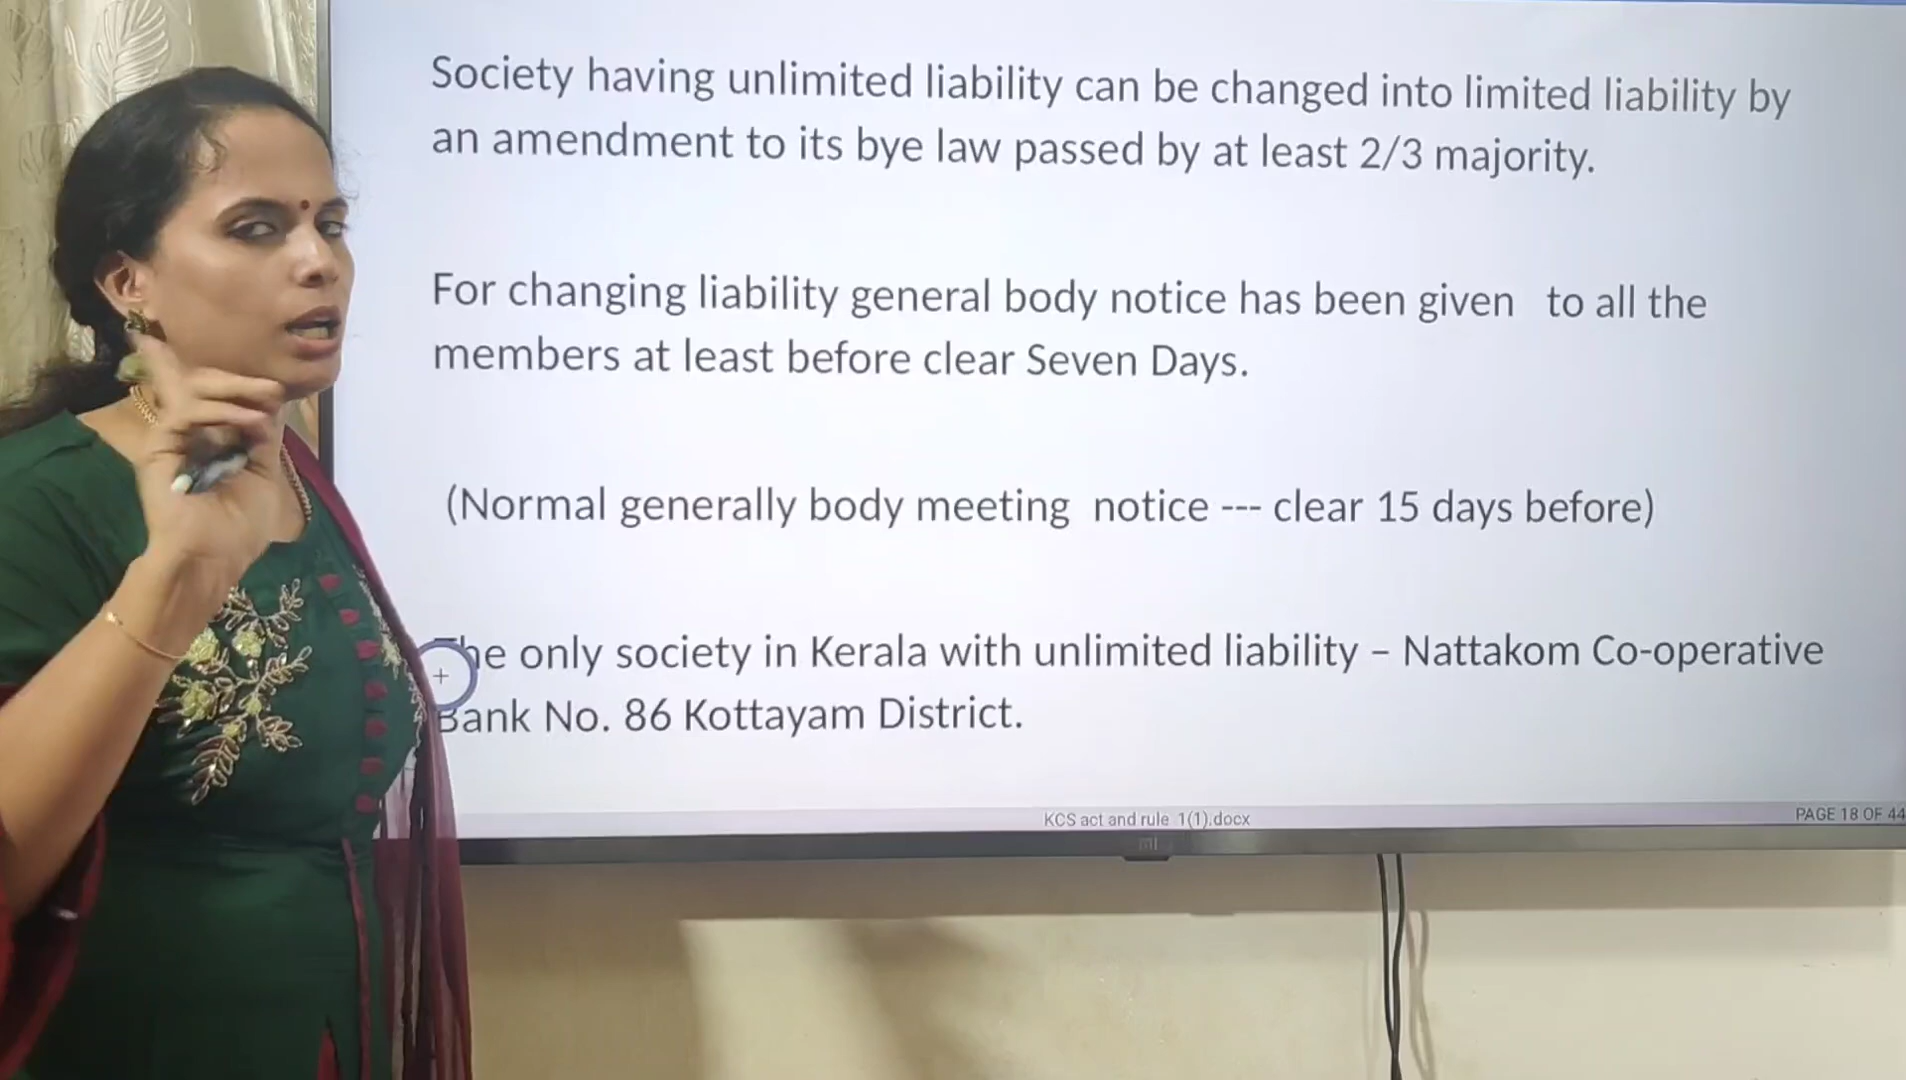 Society having unlimited liability can be changed into limited liability by
an amendment to its bye law passed by at least 2/3 majority.
For changing liability general body notice has been given to all the
members at least before clear Seven Days.
(Normal generally body meeting notice --- clear 15 days before)
The only society in Kerala with unlimited liability – Nattakom Co-operative
Bank No. 86 Kottayam District.
KCS act and rule 1(1).docx
PAGE 18 OF 44
mi